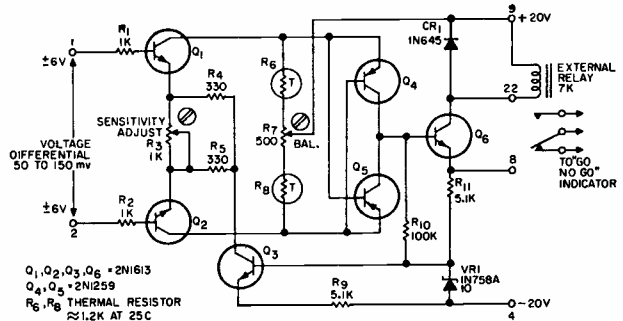 1
±6V
R1
1K
Q1
VOLTAGE
DIFFERENTIAL
50 TO 150 mv
SENSITIVITY
ADJUST
R3
1K
R4
330
R5
330
±6V
2
R2
1K
Q2
R6
T
R7
500
BAL.
R8
T
Q4
Q5
Q3
R9
5.1K
R10
100K
CR1
1N645
Q6
R11
5.1K
VR1
1N758A
10
9
+20V
22
EXTERNAL
RELAY
7K
8
TO "GO
NO GO"
INDICATOR
-20V
4
Q1, Q2, Q3, Q6 = 2N1613
Q4, Q5 = 2N1259
R6, R8 THERMAL RESISTOR
≈1.2K AT 25C